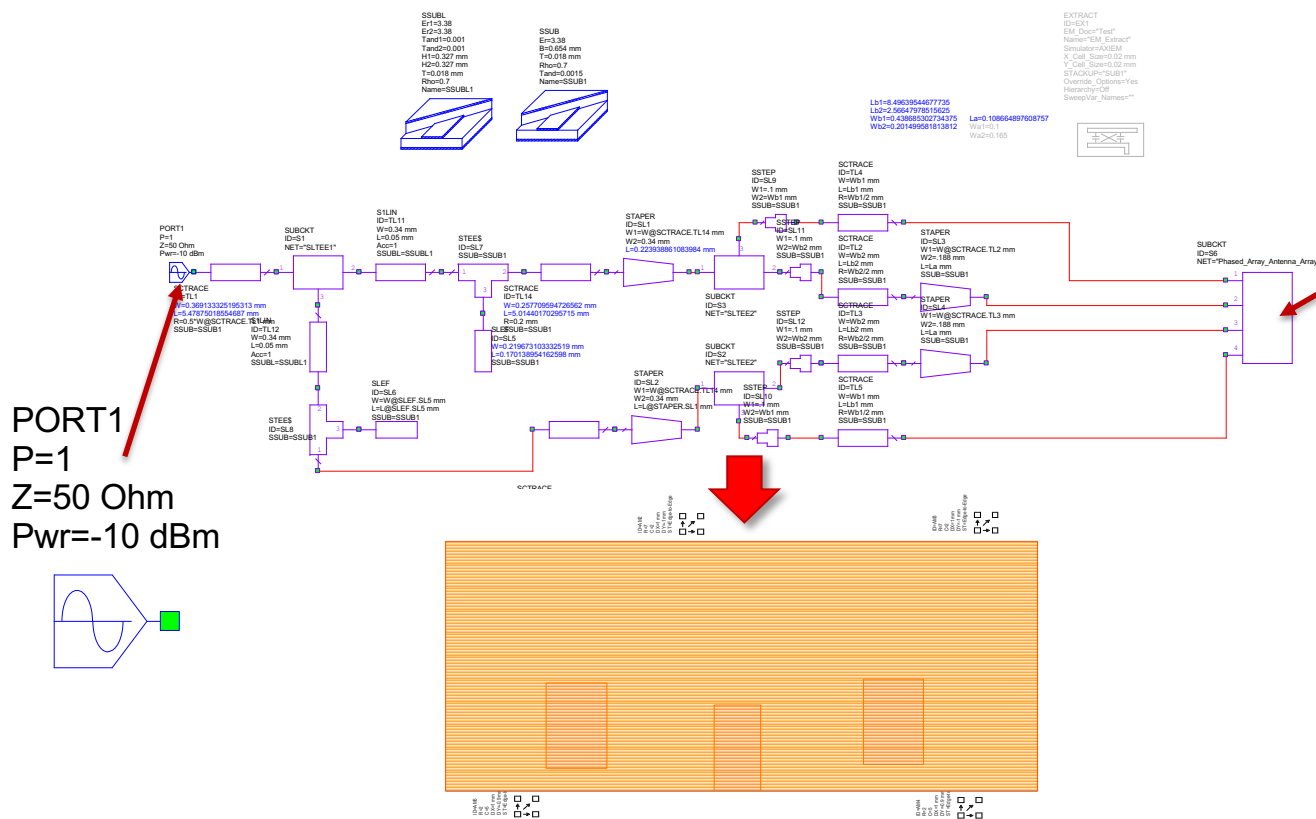 SSUBL
Er1=3.38
Er2=3.38
Tand1=0.001
Tand2=0.001
H1=0.327 mm
H2=0.327 mm
T=0.018 mm
Rho=0.7
Name=SSUBL1
SSUB
Er=3.38
B=0.654 mm
T=0.018 mm
Rho=0.7
Tand=0.0015
Name=SSUB1
EXTRACT
ID=EX1
EM_Doc="Test"
Name="EM_Extract"
Simulator=AXIEM
X_Cell_Size=0.02 mm
Y_Cell_Size=0.02 mm
STACKUP="SUB1"
Override_Options=Yes
Hierarchy=Off
SweepVar_Names=""
Lb1=8.49639544677735
Lb2=2.56647978515625
Wb1=0.438685302734375
Wb2=0.201499581813812
La=0.108664897608757
Wa1=0.1
Wa2=0.165
PORT1
P=1
Z=50 Ohm
Pwr=-10 dBm
SUBCKT
ID=S1
NET="SLTEE1"
S1LIN
ID=TL11
W=0.34 mm
L=0.05 mm
Acc=1
SSUBL=SSUBL1
STEE$
ID=SL7
SSUB=SSUB1
STAPER
ID=SL1
W1=W@SCTRACE.TL14 mm
W2=0.34 mm
L=0.223938861083984 mm
SSTEP
ID=SL9
W1=.1 mm
W2=Wb1 mm
SSUB=SSUB1
SCTRACE
ID=TL4
W=Wb1 mm
L=Lb1 mm
R=Wb1/2 mm
SSUB=SSUB1
ID=SL11
W1=.1 mm
W2=Wb2 mm
SSUB=SSUB1
SCTRACE
ID=TL2
W=Wb2 mm
L=Lb2 mm
R=Wb2/2 mm
SSUB=SSUB1
STAPER
ID=SL3
W1=W@SCTRACE.TL2 mm
W2=.188 mm
L=La mm
SSUB=SSUB1
SUBCKT
ID=S6
NET="Phased_Array_Antenna_Array
SCTRACE
ID=TL1
W=0.369133325195313 mm
L=5.47875018554687 mm
R=0.5*W@SCTRACE.TL1 mm
SSUB=SSUB1
ID=TL12
W=0.34 mm
L=0.05 mm
Acc=1
SSUBL=SSUBL1
SCTRACE
ID=TL14
W=0.257709594726562 mm
L=5.01440170295715 mm
R=0.2 mm
SSUB=SSUB1
ID=SL5
W=0.219673103332519 mm
L=0.170138954162598 mm
SSUB=SSUB1
SUBCKT
ID=S3
NET="SLTEE2"
SSTEP
ID=SL12
W1=.1 mm
W2=Wb2 mm
SSUB=SSUB1
SCTRACE
ID=TL3
W=Wb2 mm
L=Lb2 mm
R=Wb2/2 mm
SSUB=SSUB1
STAPER
ID=SL4
W1=W@SCTRACE.TL3 mm
W2=.188 mm
L=La mm
SSUB=SSUB1
SUBCKT
ID=S2
NET="SLTEE2"
STEE$
ID=SL8
SSUB=SSUB1
SLEF
ID=SL6
W=W@SLEF.SL5 mm
L=L@SLEF.SL5 mm
SSUB=SSUB1
STAPER
ID=SL2
W1=W@SCTRACE.TL14 mm
W2=0.34 mm
L=L@STAPER.SL1 mm
SSTEP
ID=SL10
W1=.1 mm
W2=Wb1 mm
SSUB=SSUB1
SCTRACE
ID=TL5
W=Wb1 mm
L=Lb1 mm
R=Wb1/2 mm
SSUB=SSUB1
SCTRACE
PORT1
P=1
Z=50 Ohm
Pwr=-10 dBm